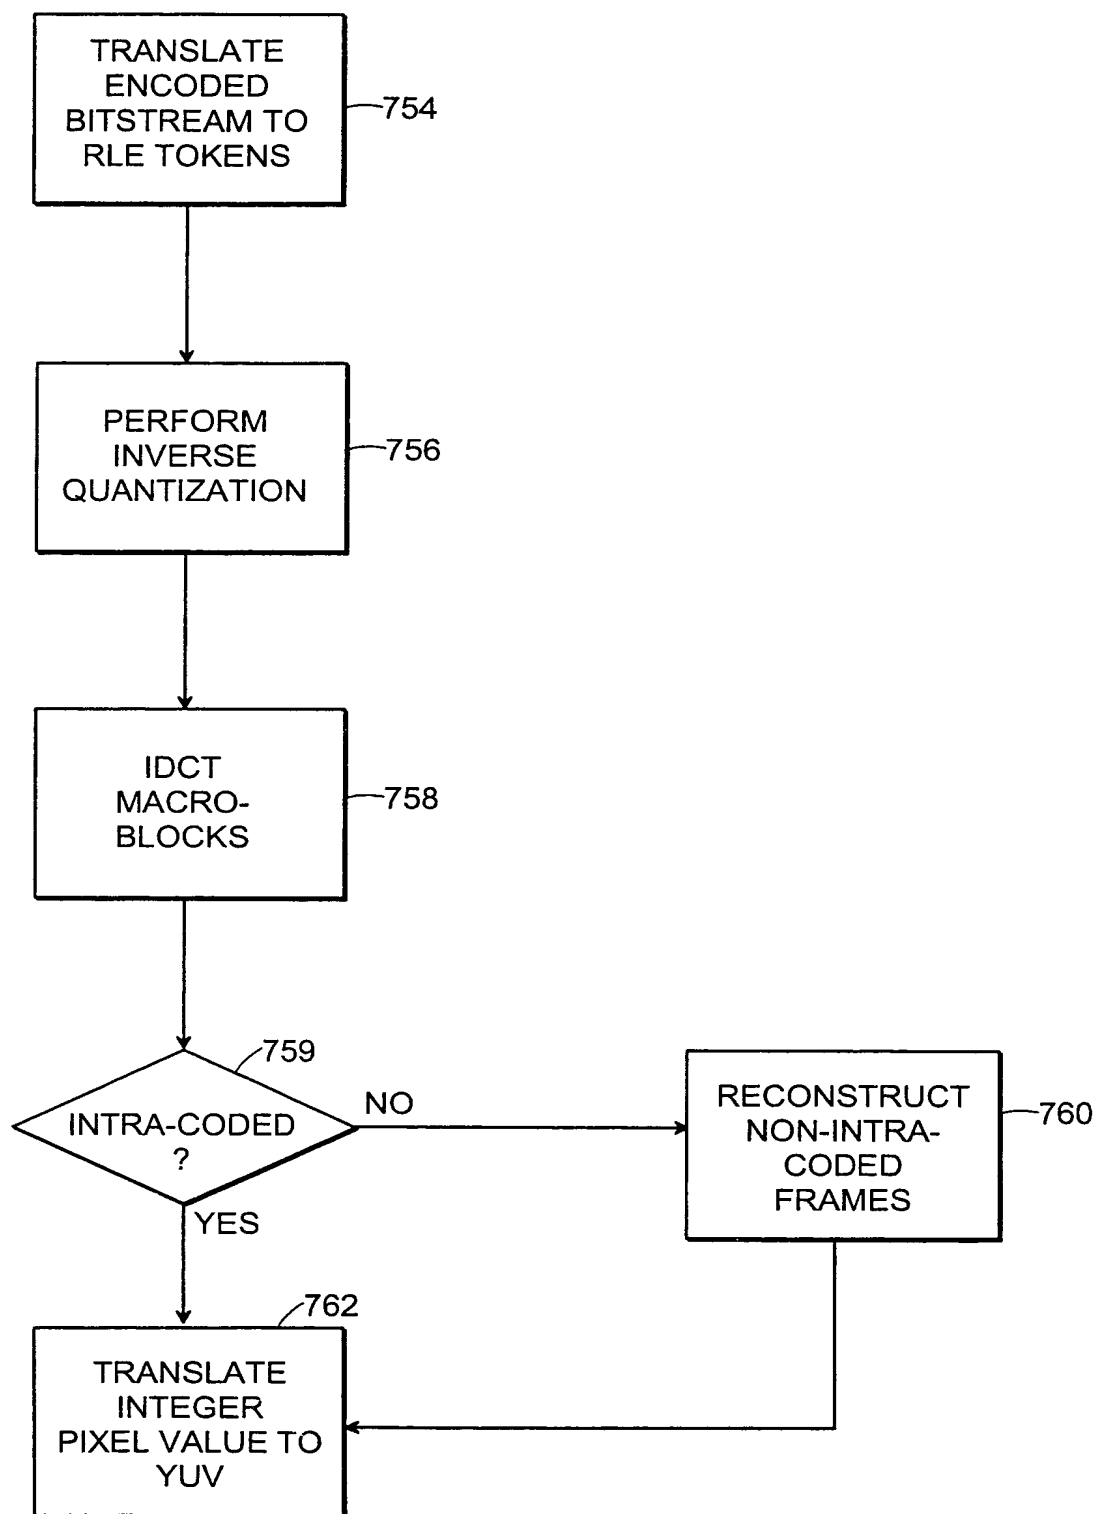 TRANSLATE
ENCODED
BITSTREAM TO
RLE TOKENS
754
PERFORM
INVERSE
QUANTIZATION
756
IDCT
MACRO-
BLOCKS
758
759
INTRA-CODED
?
NO
YES
RECONSTRUCT
NON-INTRA-
CODED
FRAMES
760
762
TRANSLATE
INTEGER
PIXEL VALUE TO
YUV